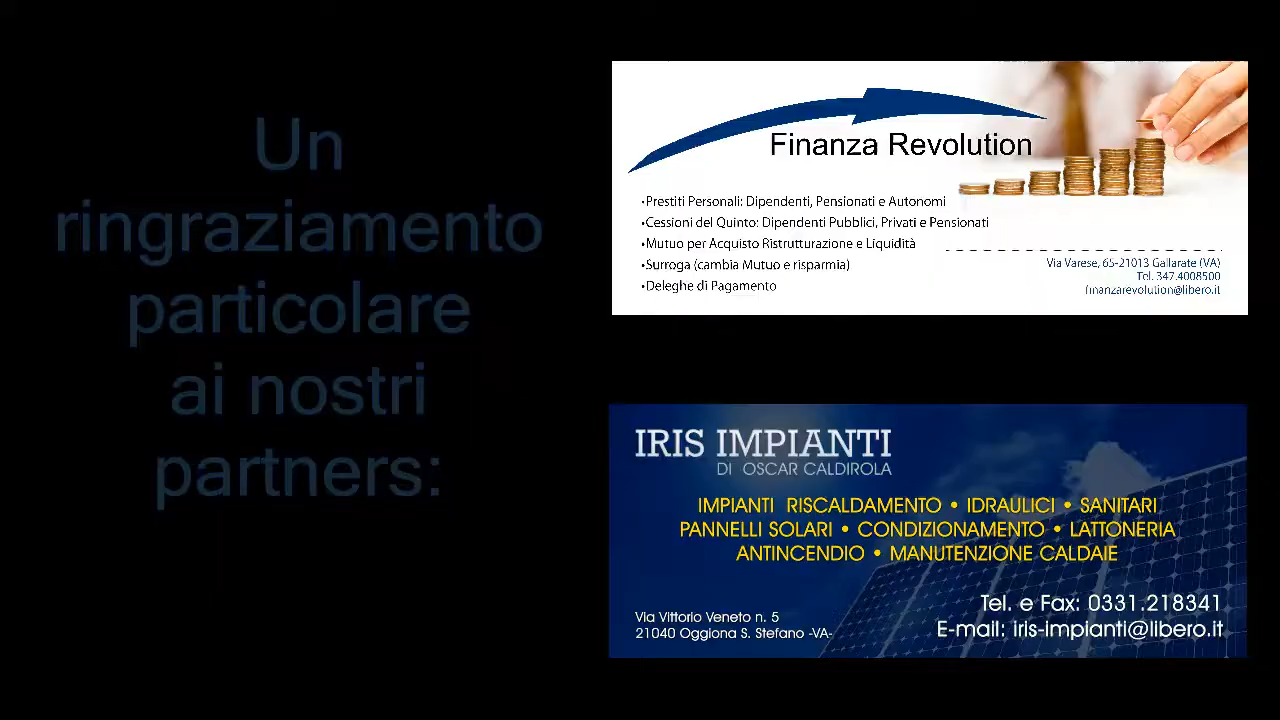 Un
ringraziamento
particolare
ai nostri
partners:
Finanza Revolution
•Prestiti Personali: Dipendenti, Pensionati e Autonomi
•Cessioni del Quinto: Dipendenti Pubblici, Privati e Pensionati
•Mutuo per Acquisto Ristrutturazione e Liquidità
•Surroga (cambia Mutuo e risparmia)
•Deleghe di Pagamento
Via Varese, 65-21013 Gallarate (VA)
Tel. 347.4008500
finanzarevolution@libero.it
IRIS IMPIANTI
DI OSCAR CALDIROLA
IMPIANTI RISCALDAMENTO • IDRAULICI • SANITARI
PANNELLI SOLARI • CONDIZIONAMENTO • LATTONERIA
ANTINCENDIO • MANUTENZIONE CALDAIE
Via Vittorio Veneto n. 5
21040 Oggiona S. Stefano -VA-
Tel. e Fax: 0331.218341
E-mail: iris-impianti@libero.it